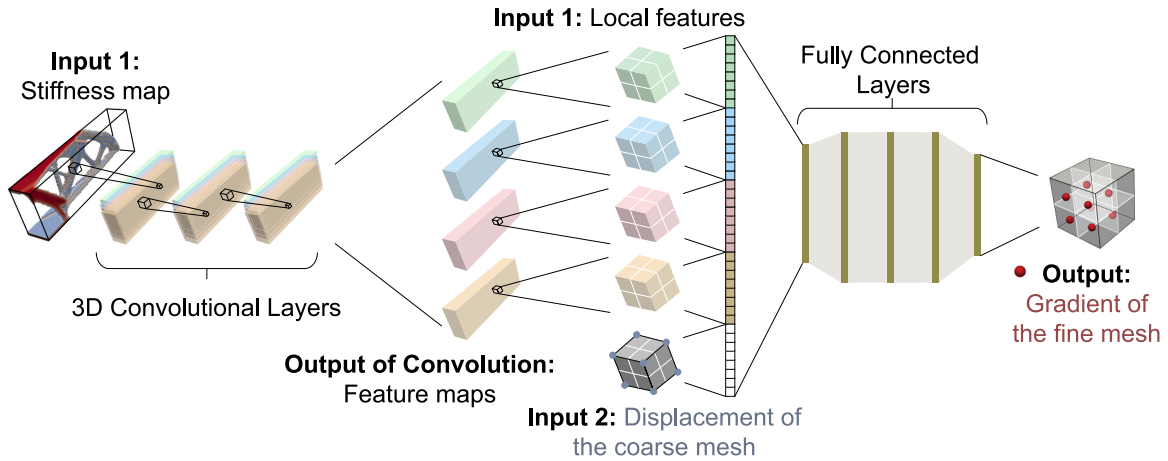 Input 1: Local features
Input 1:
Stiffness map
Fully Connected
Layers
3D Convolutional Layers
Output of Convolution:
Feature maps
Input 2: Displacement of
the coarse mesh
Output:
Gradient of
the fine mesh